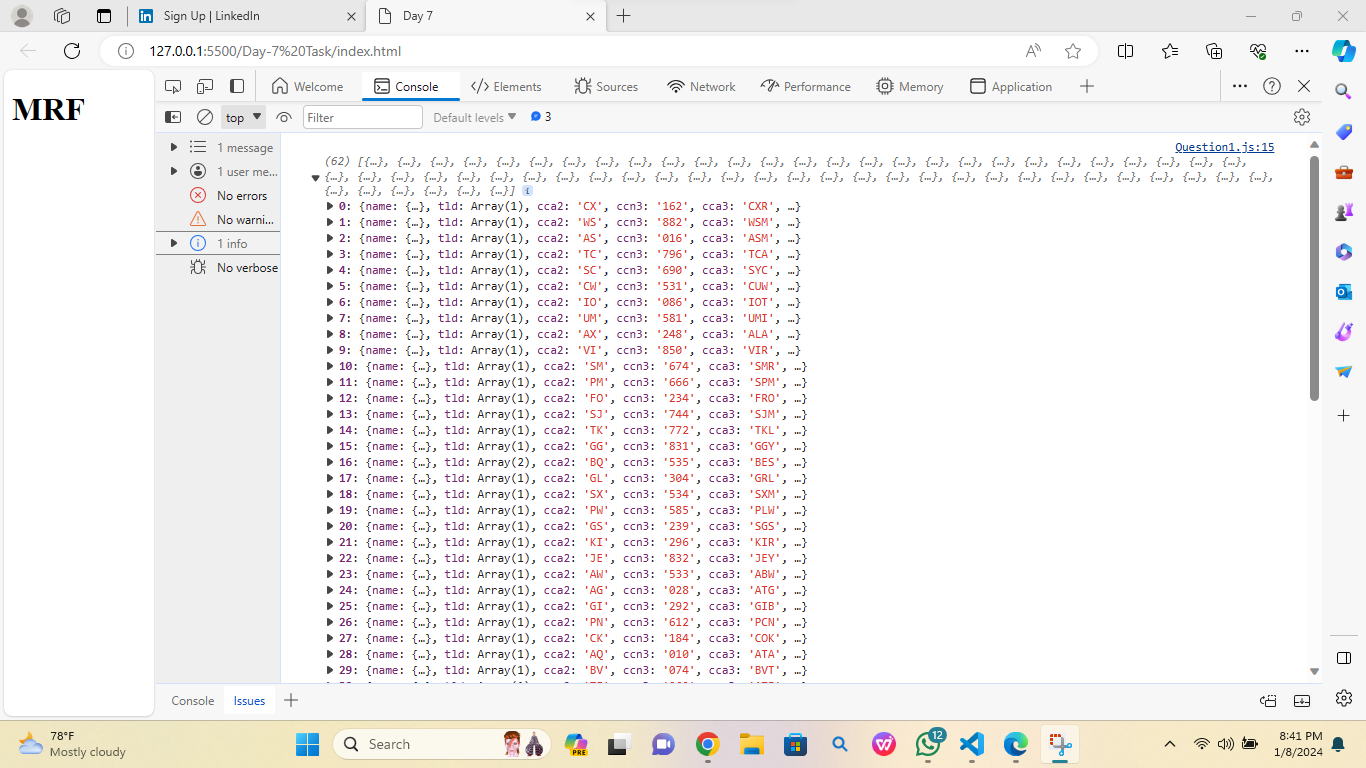 Sign Up | LinkedIn
Day 7
127.0.0.1:5500/Day-7%20Task/index.html
MRF
Welcome
Console
Elements
Sources
Network
Performance
Memory
Application
top
Filter
Default levels
3
1 message
1 user me...
No errors
No warni...
1 info
No verbose
Question1.js:15
(62) [{…}, {…}, {…}, {…}, {…}, {…}, {…}, {…}, {…}, {…}, {…}, {…}, {…}, {…}, {…}, {…}, {…}, {…}, {…}, {…}, {…}, {…}, {…}, {…}, {…}, {…}, {…},
{…}, {…}, {…}, {…}, {…}, {…}, {…}, {…}, {…}, {…}, {…}, {…}, {…}, {…}, {…}, {…}, {…}, {…}, {…}, {…}, {…}, {…}, {…}, {…}, {…}, {…}, {…}, {…}, {…},
{…}, {…}, {…}, {…}, {…}, {…}]
0: {name: {…}, tld: Array(1), cca2: 'CX', ccn3: '162', cca3: 'CXR', …}
1: {name: {…}, tld: Array(1), cca2: 'WS', ccn3: '882', cca3: 'WSM', …}
2: {name: {…}, tld: Array(1), cca2: 'AS', ccn3: '016', cca3: 'ASM', …}
3: {name: {…}, tld: Array(1), cca2: 'TC', ccn3: '796', cca3: 'TCA', …}
4: {name: {…}, tld: Array(1), cca2: 'SC', ccn3: '690', cca3: 'SYC', …}
5: {name: {…}, tld: Array(1), cca2: 'CW', ccn3: '531', cca3: 'CUW', …}
6: {name: {…}, tld: Array(1), cca2: 'IO', ccn3: '086', cca3: 'IOT', …}
7: {name: {…}, tld: Array(1), cca2: 'UM', ccn3: '581', cca3: 'UMI', …}
8: {name: {…}, tld: Array(1), cca2: 'AX', ccn3: '248', cca3: 'ALA', …}
9: {name: {…}, tld: Array(1), cca2: 'VI', ccn3: '850', cca3: 'VIR', …}
10: {name: {…}, tld: Array(1), cca2: 'SM', ccn3: '674', cca3: 'SMR', …}
11: {name: {…}, tld: Array(1), cca2: 'PM', ccn3: '666', cca3: 'SPM', …}
12: {name: {…}, tld: Array(1), cca2: 'FO', ccn3: '234', cca3: 'FRO', …}
13: {name: {…}, tld: Array(1), cca2: 'SJ', ccn3: '744', cca3: 'SJM', …}
14: {name: {…}, tld: Array(1), cca2: 'TK', ccn3: '772', cca3: 'TKL', …}
15: {name: {…}, tld: Array(1), cca2: 'GG', ccn3: '831', cca3: 'GGY', …}
16: {name: {…}, tld: Array(2), cca2: 'BQ', ccn3: '535', cca3: 'BES', …}
17: {name: {…}, tld: Array(1), cca2: 'GL', ccn3: '304', cca3: 'GRL', …}
18: {name: {…}, tld: Array(1), cca2: 'SX', ccn3: '534', cca3: 'SXM', …}
19: {name: {…}, tld: Array(1), cca2: 'PW', ccn3: '585', cca3: 'PLW', …}
20: {name: {…}, tld: Array(1), cca2: 'GS', ccn3: '239', cca3: 'SGS', …}
21: {name: {…}, tld: Array(1), cca2: 'KI', ccn3: '296', cca3: 'KIR', …}
22: {name: {…}, tld: Array(1), cca2: 'JE', ccn3: '832', cca3: 'JEY', …}
23: {name: {…}, tld: Array(1), cca2: 'AW', ccn3: '533', cca3: 'ABW', …}
24: {name: {…}, tld: Array(1), cca2: 'AG', ccn3: '028', cca3: 'ATG', …}
25: {name: {…}, tld: Array(1), cca2: 'GI', ccn3: '292', cca3: 'GIB', …}
26: {name: {…}, tld: Array(1), cca2: 'PN', ccn3: '612', cca3: 'PCN', …}
27: {name: {…}, tld: Array(1), cca2: 'CK', ccn3: '184', cca3: 'COK', …}
28: {name: {…}, tld: Array(1), cca2: 'AQ', ccn3: '010', cca3: 'ATA', …}
29: {name: {…}, tld: Array(1), cca2: 'BV', ccn3: '074', cca3: 'BVT', …}
Console
Issues
78°F
Mostly cloudy
Search
PRE
12
8:41 PM
1/8/2024